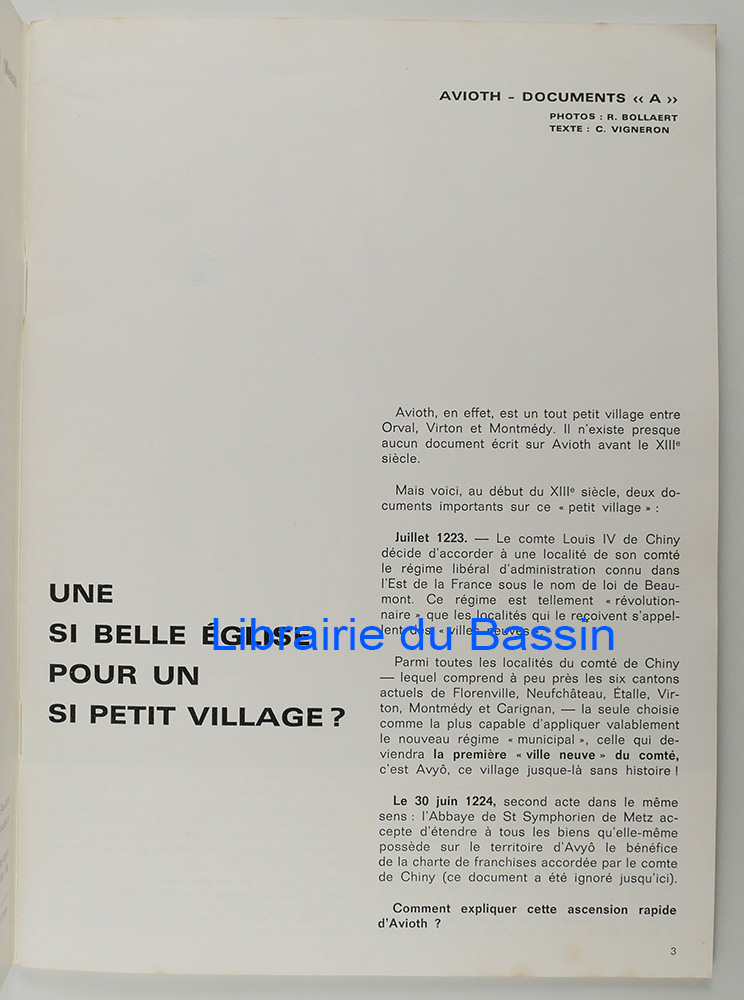 AVIOTH – DOCUMENTS « A »
PHOTOS : R. BOLLAERT
TEXTE : C. VIGNERON
UNE
SI BELLE ÉGLISE
POUR UN
SI PETIT VILLAGE ?
Avioth, en effet, est un tout petit village entre
Orval, Virton et Montmédy. Il n'existe presque
aucun document écrit sur Avioth avant le XIIIe
siècle.
Mais voici, au début du XIIIe siècle, deux do-
cuments importants sur ce « petit village » :
Juillet 1223. — Le comte Louis IV de Chiny
décide d'accorder à une localité de son comté
le régime libéral d'administration connu dans
l'Est de la France sous le nom de loi de Beau-
mont. Ce régime est tellement « révolution-
naire » que les localités qui le reçoivent s'appel-
lent des « villes neuves ».
Librairie du Bassin
Parmi toutes les localités du comté de Chiny
— lequel comprend à peu près les six cantons
actuels de Florenville, Neufchâteau, Étalle, Vir-
ton, Montmédy et Carignan, — la seule choisie
comme la plus capable d'appliquer valablement
le nouveau régime « municipal », celle qui de-
viendra la première « ville neuve » du comté,
c'est Avyô, ce village jusque-là sans histoire !
Le 30 juin 1224, second acte dans le même
sens : l'Abbaye de St Symphorien de Metz ac-
cepte d'étendre à tous les biens qu'elle-même
possède sur le territoire d'Avyô le bénéfice
de la charte de franchises accordée par le comte
de Chiny (ce document a été ignoré jusqu'ici).
Comment expliquer cette ascension rapide
d'Avioth ?
3